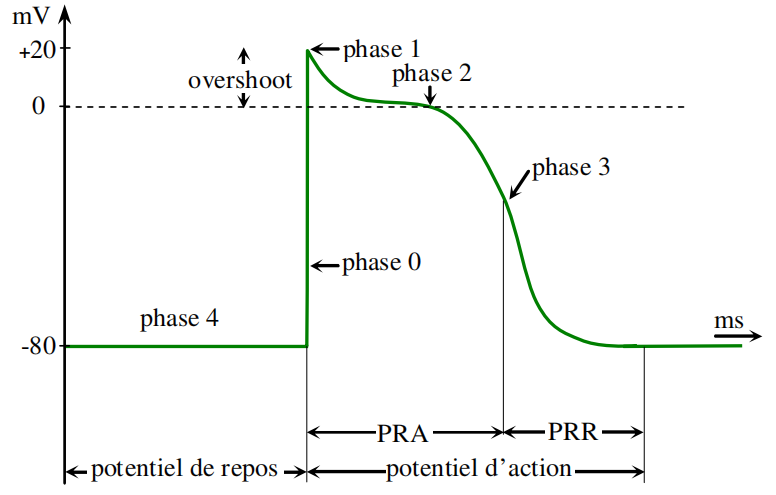 mV
+20
phase 1
overshoot
phase 2
0
phase 3
phase 0
phase 4
ms
-80
PRA
PRR
potentiel de repos
potentiel d’action